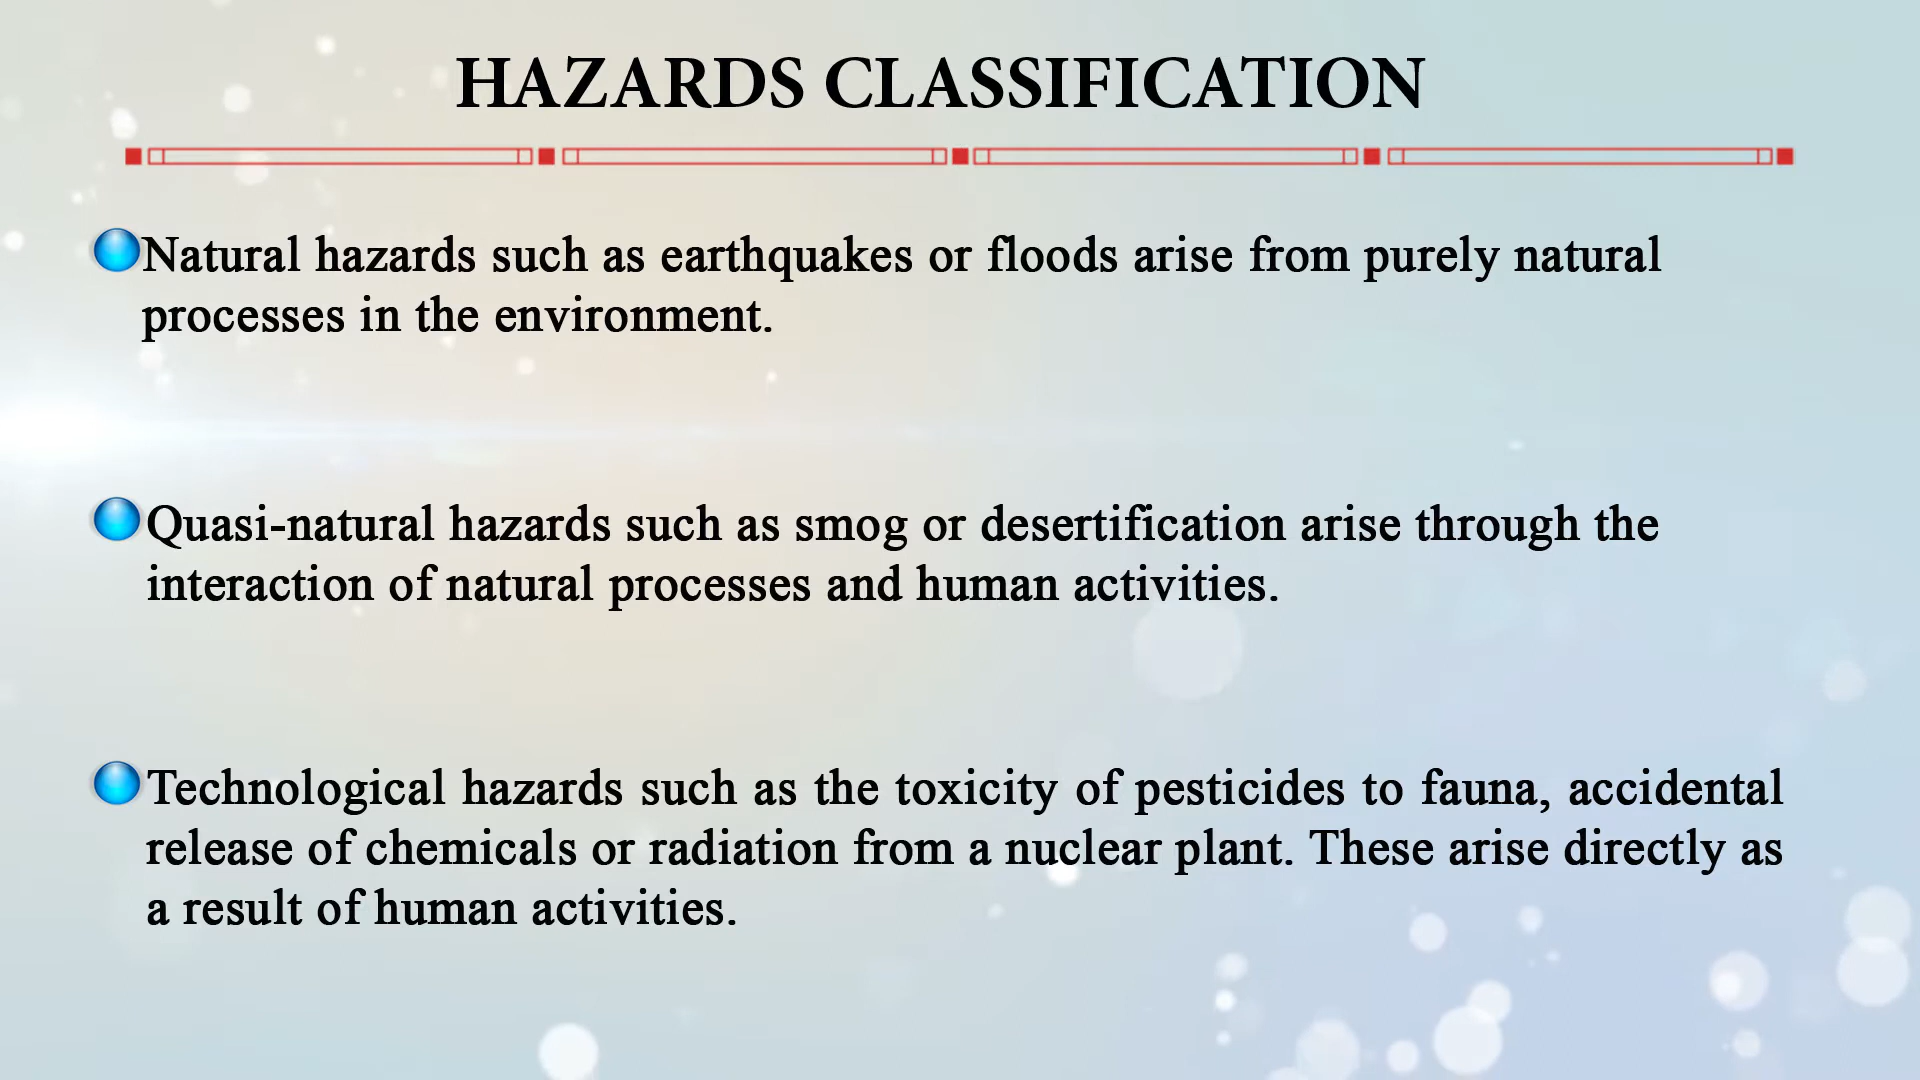 HAZARDS CLASSIFICATION
Natural hazards such as earthquakes or floods arise from purely natural
processes in the environment.
Quasi-natural hazards such as smog or desertification arise through the
interaction of natural processes and human activities.
Technological hazards such as the toxicity of pesticides to fauna, accidental
release of chemicals or radiation from a nuclear plant. These arise directly as
a result of human activities.